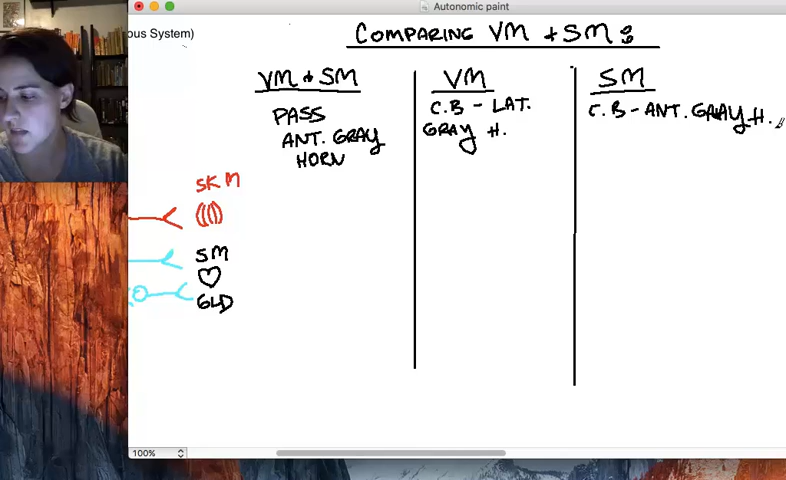 Autonomic paint
ous System)
COMPARING VM + SM:
VM + SM
PASS
ANT. GRAY
HORN
VM
C.B - LAT.
GRAY H.
SM
C.B - ANT. GRAY H.
SKM
SM
GLD
100%